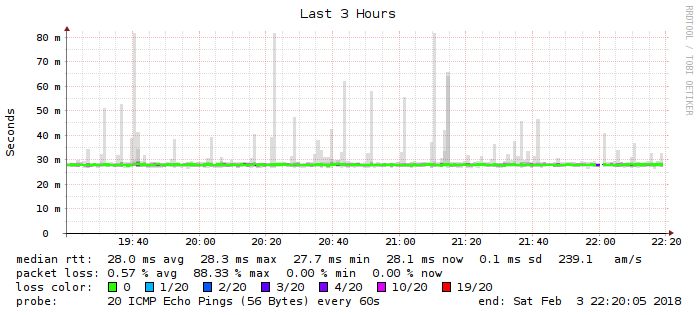 Last 3 Hours
RRDTOOL / TOBI OETIKER
Seconds
80 m
70 m
60 m
50 m
40 m
30 m
20 m
10 m
0
19:40 20:00 20:20 20:40 21:00 21:20 21:40 22:00 22:20
median rtt: 28.0 ms avg 28.3 ms max 27.7 ms min 28.1 ms now 0.1 ms sd 239.1 am/s
packet loss: 0.57 % avg 88.33 % max 0.00 % min 0.00 % now
loss color: 0 1/20 2/20 3/20 4/20 10/20 19/20
probe: 20 ICMP Echo Pings (56 Bytes) every 60s end: Sat Feb 3 22:20:05 2018